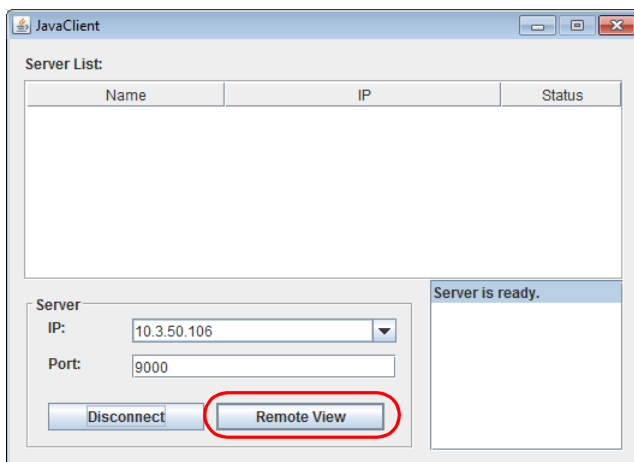 JavaClient
Server List:
Name IP Status
Server is ready.
Server
IP: 10.3.50.106
Port: 9000
Disconnect Remote View